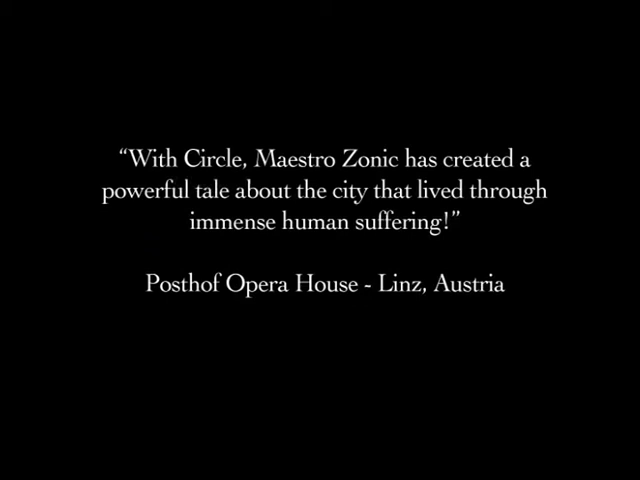 “With Circle, Maestro Zonic has created a
powerful tale about the city that lived through
immense human suffering!”
Posthof Opera House - Linz, Austria